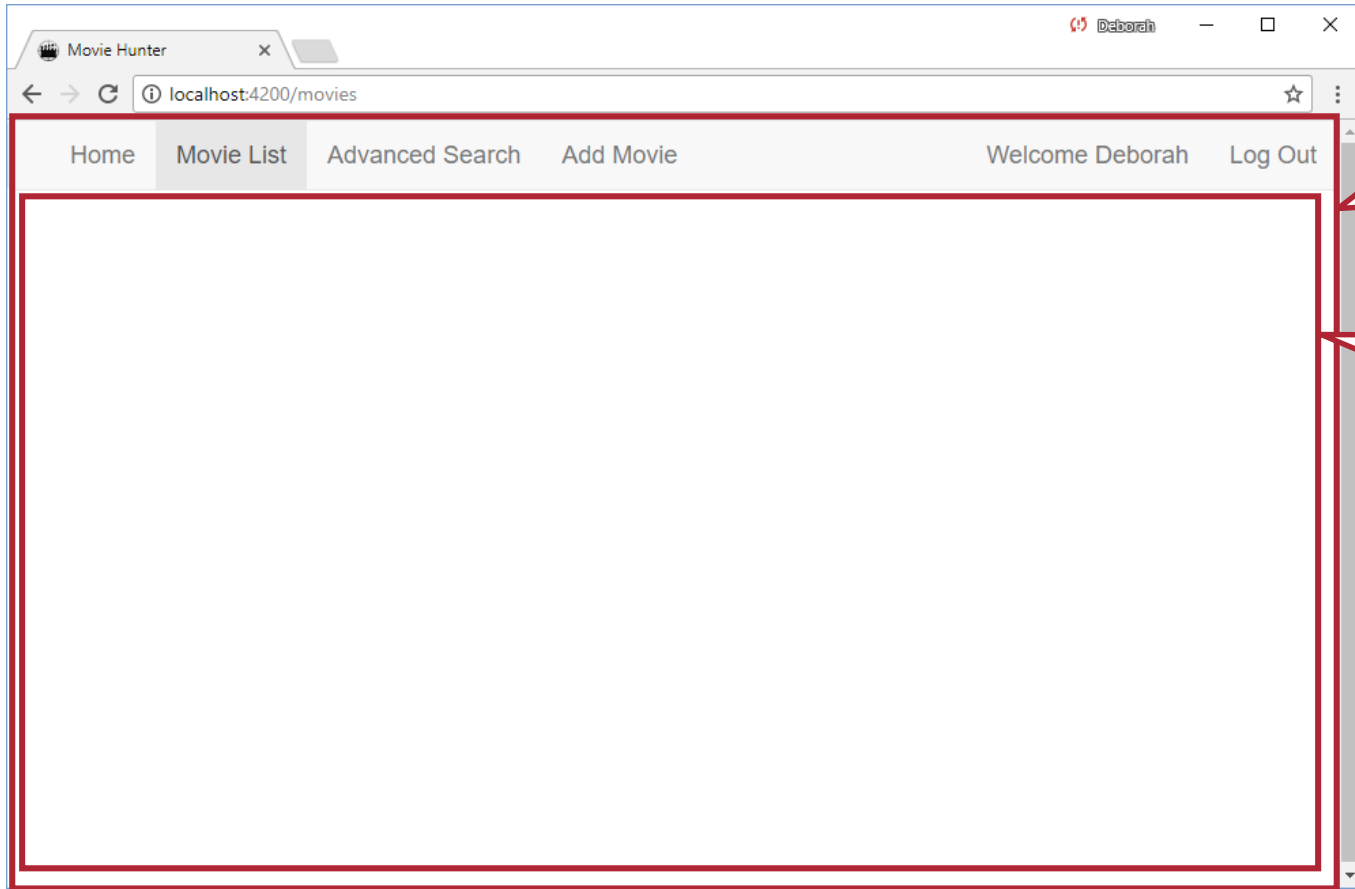 Deborah
Movie Hunter
localhost:4200/movies
Home Movie List Advanced Search Add Movie Welcome Deborah Log Out